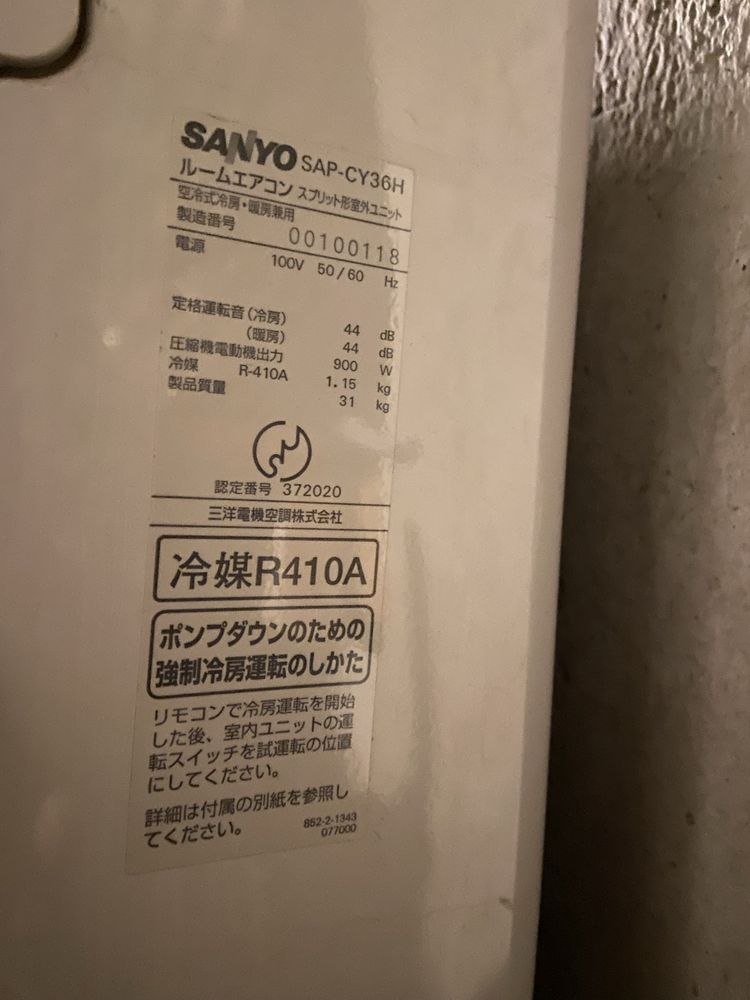 SANYO SAP-CY36H
ルームエアコン スプリット形室外ユニット
空冷式冷房・暖房兼用
製造番号 00100118
電源 100V 50/60 Hz
定格運転音(冷房) 44 dB
(暖房) 44 dB
圧縮機電動機出力 900 W
冷媒 R-410A 1.15 kg
製品質量 31 kg
認定番号 372020
三洋電機空調株式会社
冷媒R410A
ポンプダウンのための
強制冷房運転のしかた
リモコンで冷房運転を開始
した後、室内ユニットの運
転スイッチを試運転の位置
にしてください。
詳細は付属の別紙を参照し
てください。
852-2-1343
077000